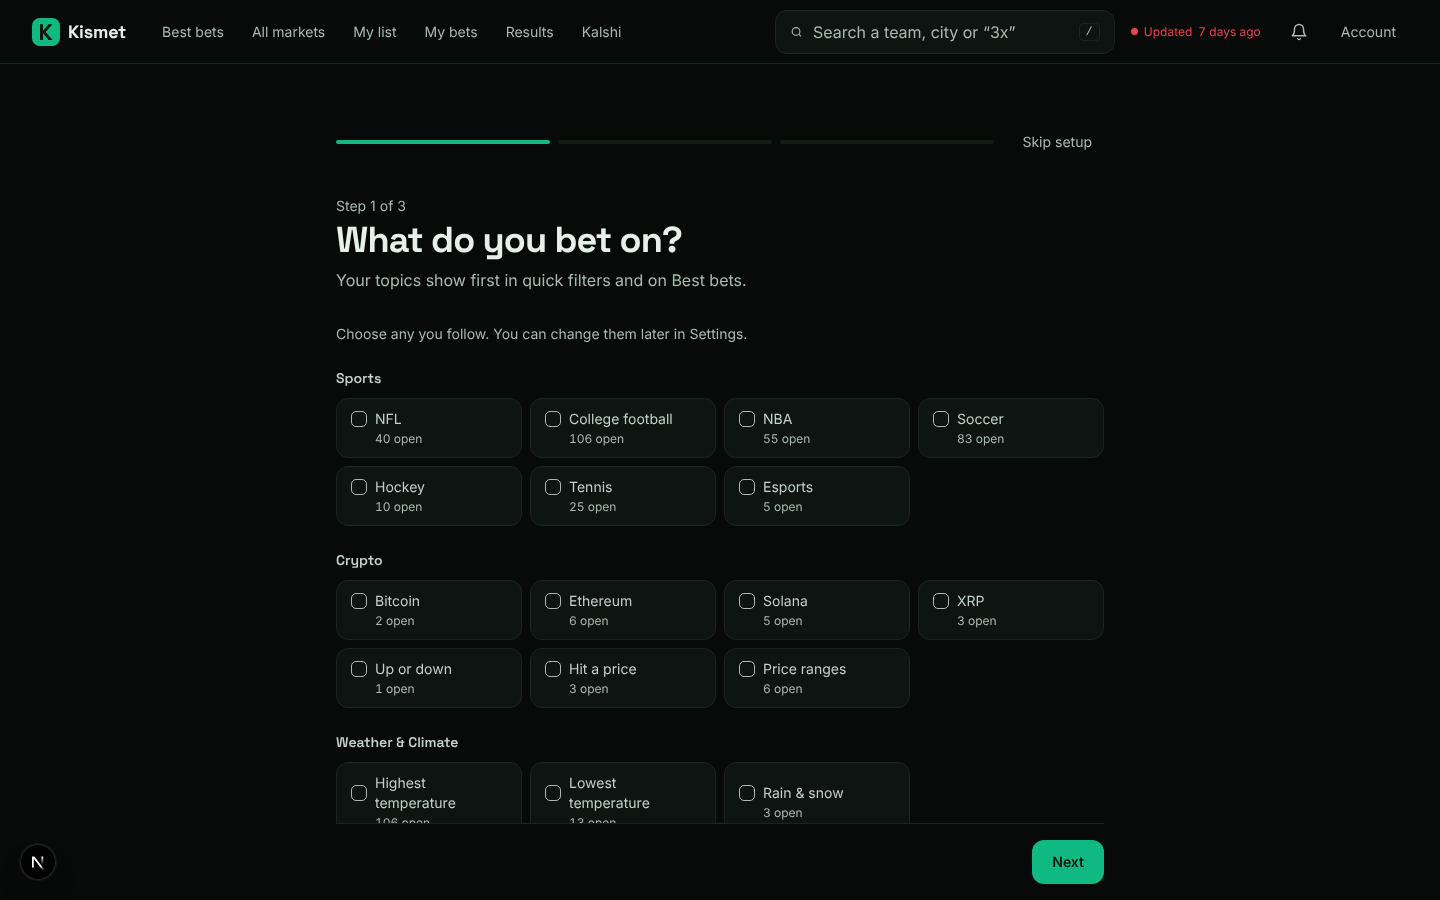 K Kismet Best bets All markets My list My bets Results Kalshi Search a team, city or “3x” / Updated 7 days ago Account
Skip setup
Step 1 of 3
What do you bet on?
Your topics show first in quick filters and on Best bets.
Choose any you follow. You can change them later in Settings.
Sports
NFL College football NBA Soccer
40 open 106 open 55 open 83 open
Hockey Tennis Esports
10 open 25 open 5 open
Crypto
Bitcoin Ethereum Solana XRP
2 open 6 open 5 open 3 open
Up or down Hit a price Price ranges
1 open 3 open 6 open
Weather & Climate
Highest temperature Lowest temperature Rain & snow
106 open 13 open 3 open
Next
N